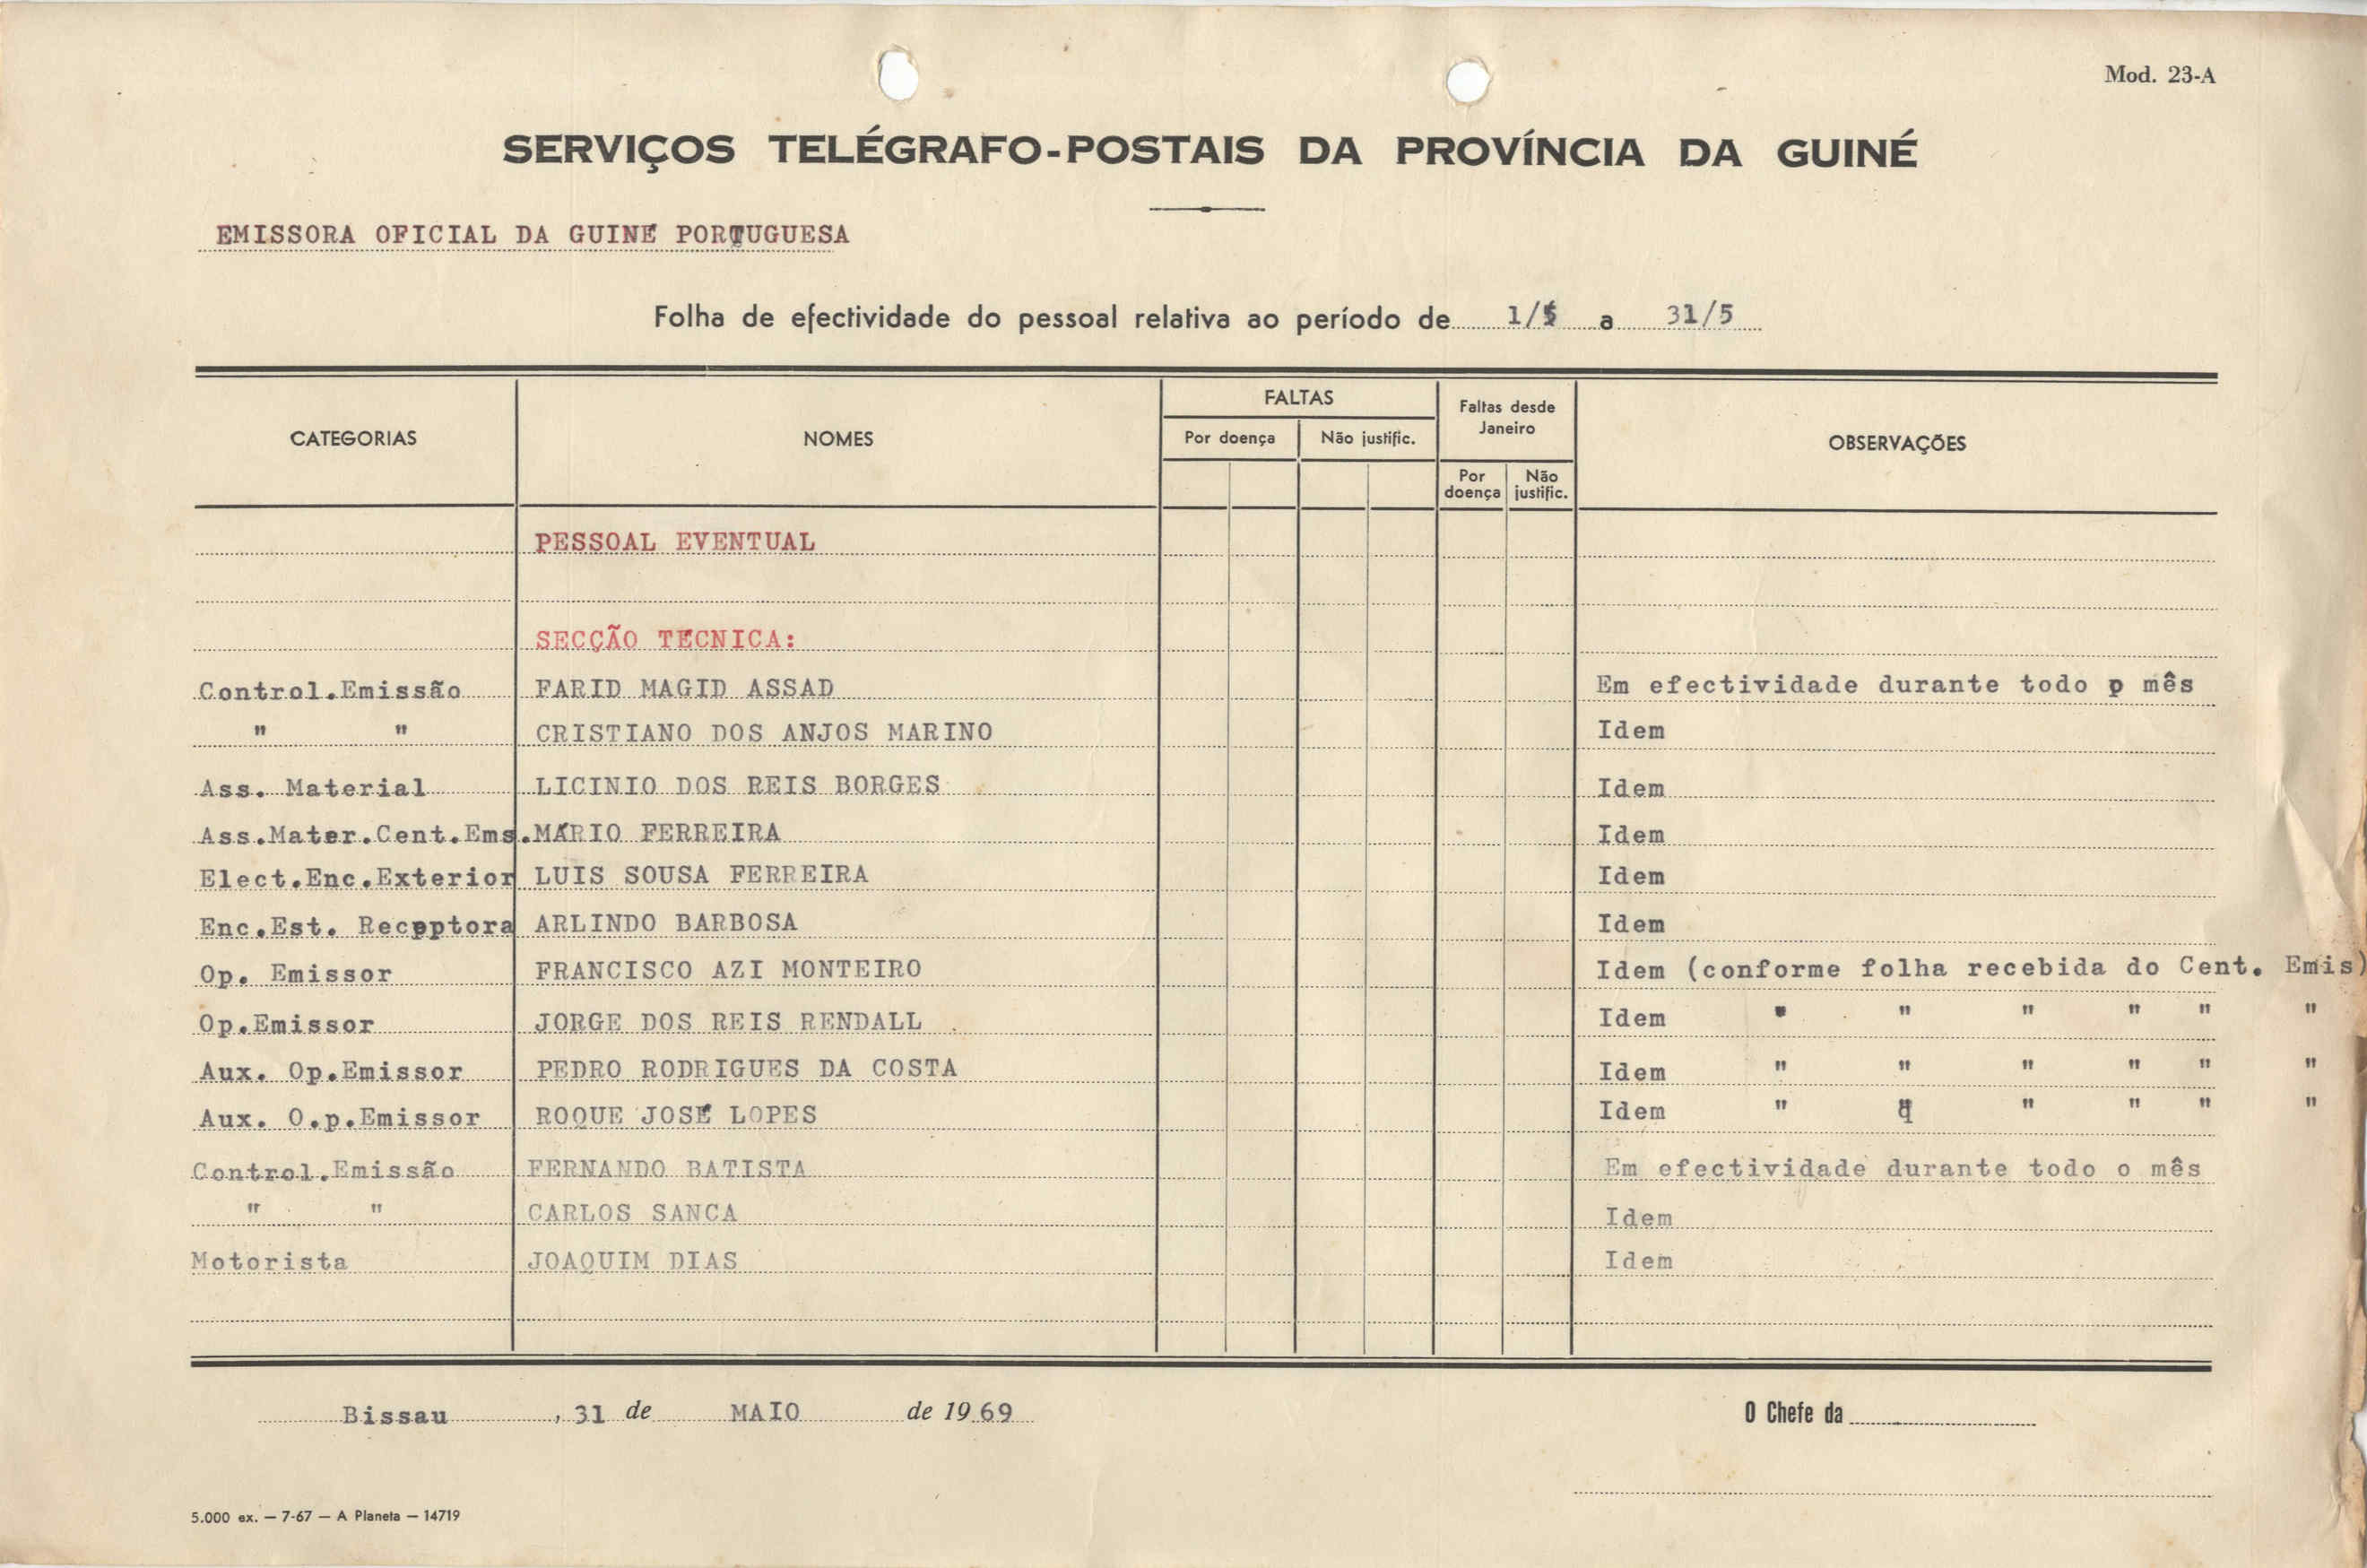 Mod. 23-A
SERVIÇOS TELÉGRAFO-POSTAIS DA PROVÍNCIA DA GUINÉ
EMISSORA OFICIAL DA GUINÉ PORTUGUESA
Folha de efectividade do pessoal relativa ao período de 1/5 a 31/5
CATEGORIAS NOMES FALTAS Faltas desde Janeiro OBSERVAÇÕES
Por doença Não justific. Por doença Não justific.
PESSOAL EVENTUAL
SECÇÃO TÉCNICA:
Control.Emissão FARID MAGID ASSAD Em efectividade durante todo o mês
" " CRISTIANO DOS ANJOS MARINO Idem
Ass. Material LICINIO DOS REIS BORGES Idem
Ass.Mater.Cent.Ems. MÁRIO FERREIRA Idem
Elect.Enc.Exterior LUIS SOUSA FERREIRA Idem
Enc.Est. Receptora ARLINDO BARBOSA Idem
Op. Emissor FRANCISCO AZI MONTEIRO Idem (conforme folha recebida do Cent. Emis)
Op.Emissor JORGE DOS REIS RENDALL Idem " " " " " "
Aux. Op.Emissor PEDRO RODRIGUES DA COSTA Idem " " " " " "
Aux. O.p.Emissor ROQUE JOSÉ LOPES Idem " " " " " "
Control.Emissão FERNANDO BATISTA Em efectividade durante todo o mês
" " CARLOS SANCA Idem
Motorista JOAQUIM DIAS Idem
Bissau, 31 de MAIO de 1969 O Chefe da
5.000 ex. — 7-67 — A Planeta — 14719